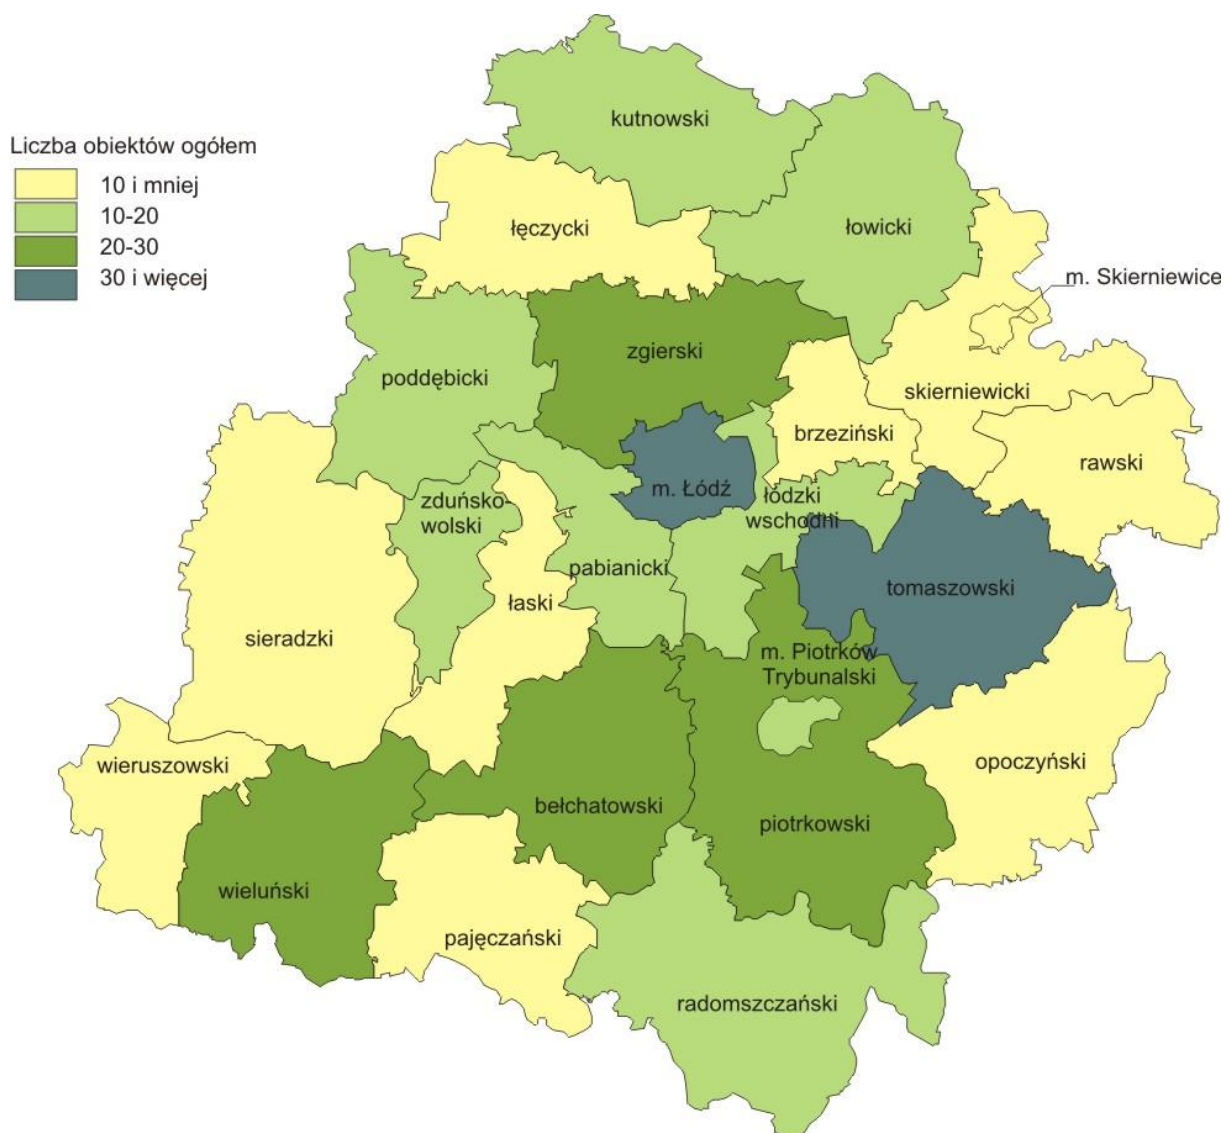 Liczba obiektów ogółem
10 i mniej
10-20
20-30
30 i więcej
kutnowski
łęczycki
łowicki
m. Skierniewice
zgierski
poddębicki
skierniewicki
brzeziński
rawski
m. Łódź
zduńsko-
wolski
łódzki
wschodni
pabianicki
łaski
tomaszowski
sieradzki
m. Piotrków
Trybunalski
wieruszowski
opoczyński
bełchatowski
piotrkowski
wieluński
pajęczański
radomszczański